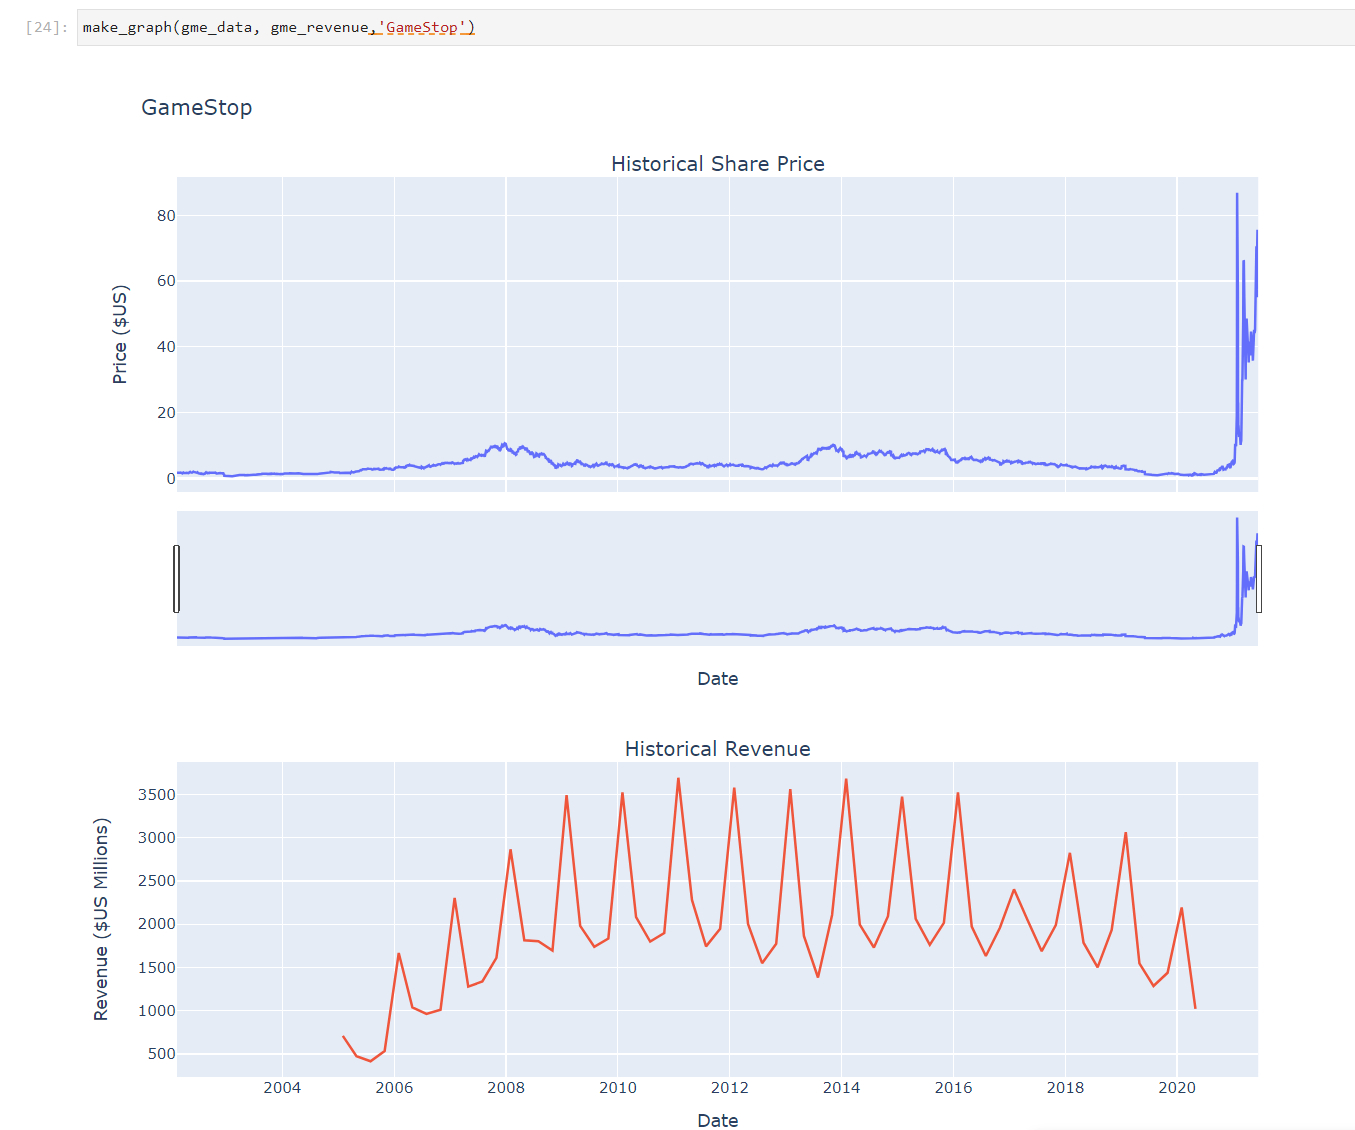 [24]: make_graph(gme_data, gme_revenue,'GameStop')
GameStop
Historical Share Price
80
60
40
20
0
Price ($US)
Date
Historical Revenue
3500
3000
2500
2000
1500
1000
500
Revenue ($US Millions)
2004 2006 2008 2010 2012 2014 2016 2018 2020
Date